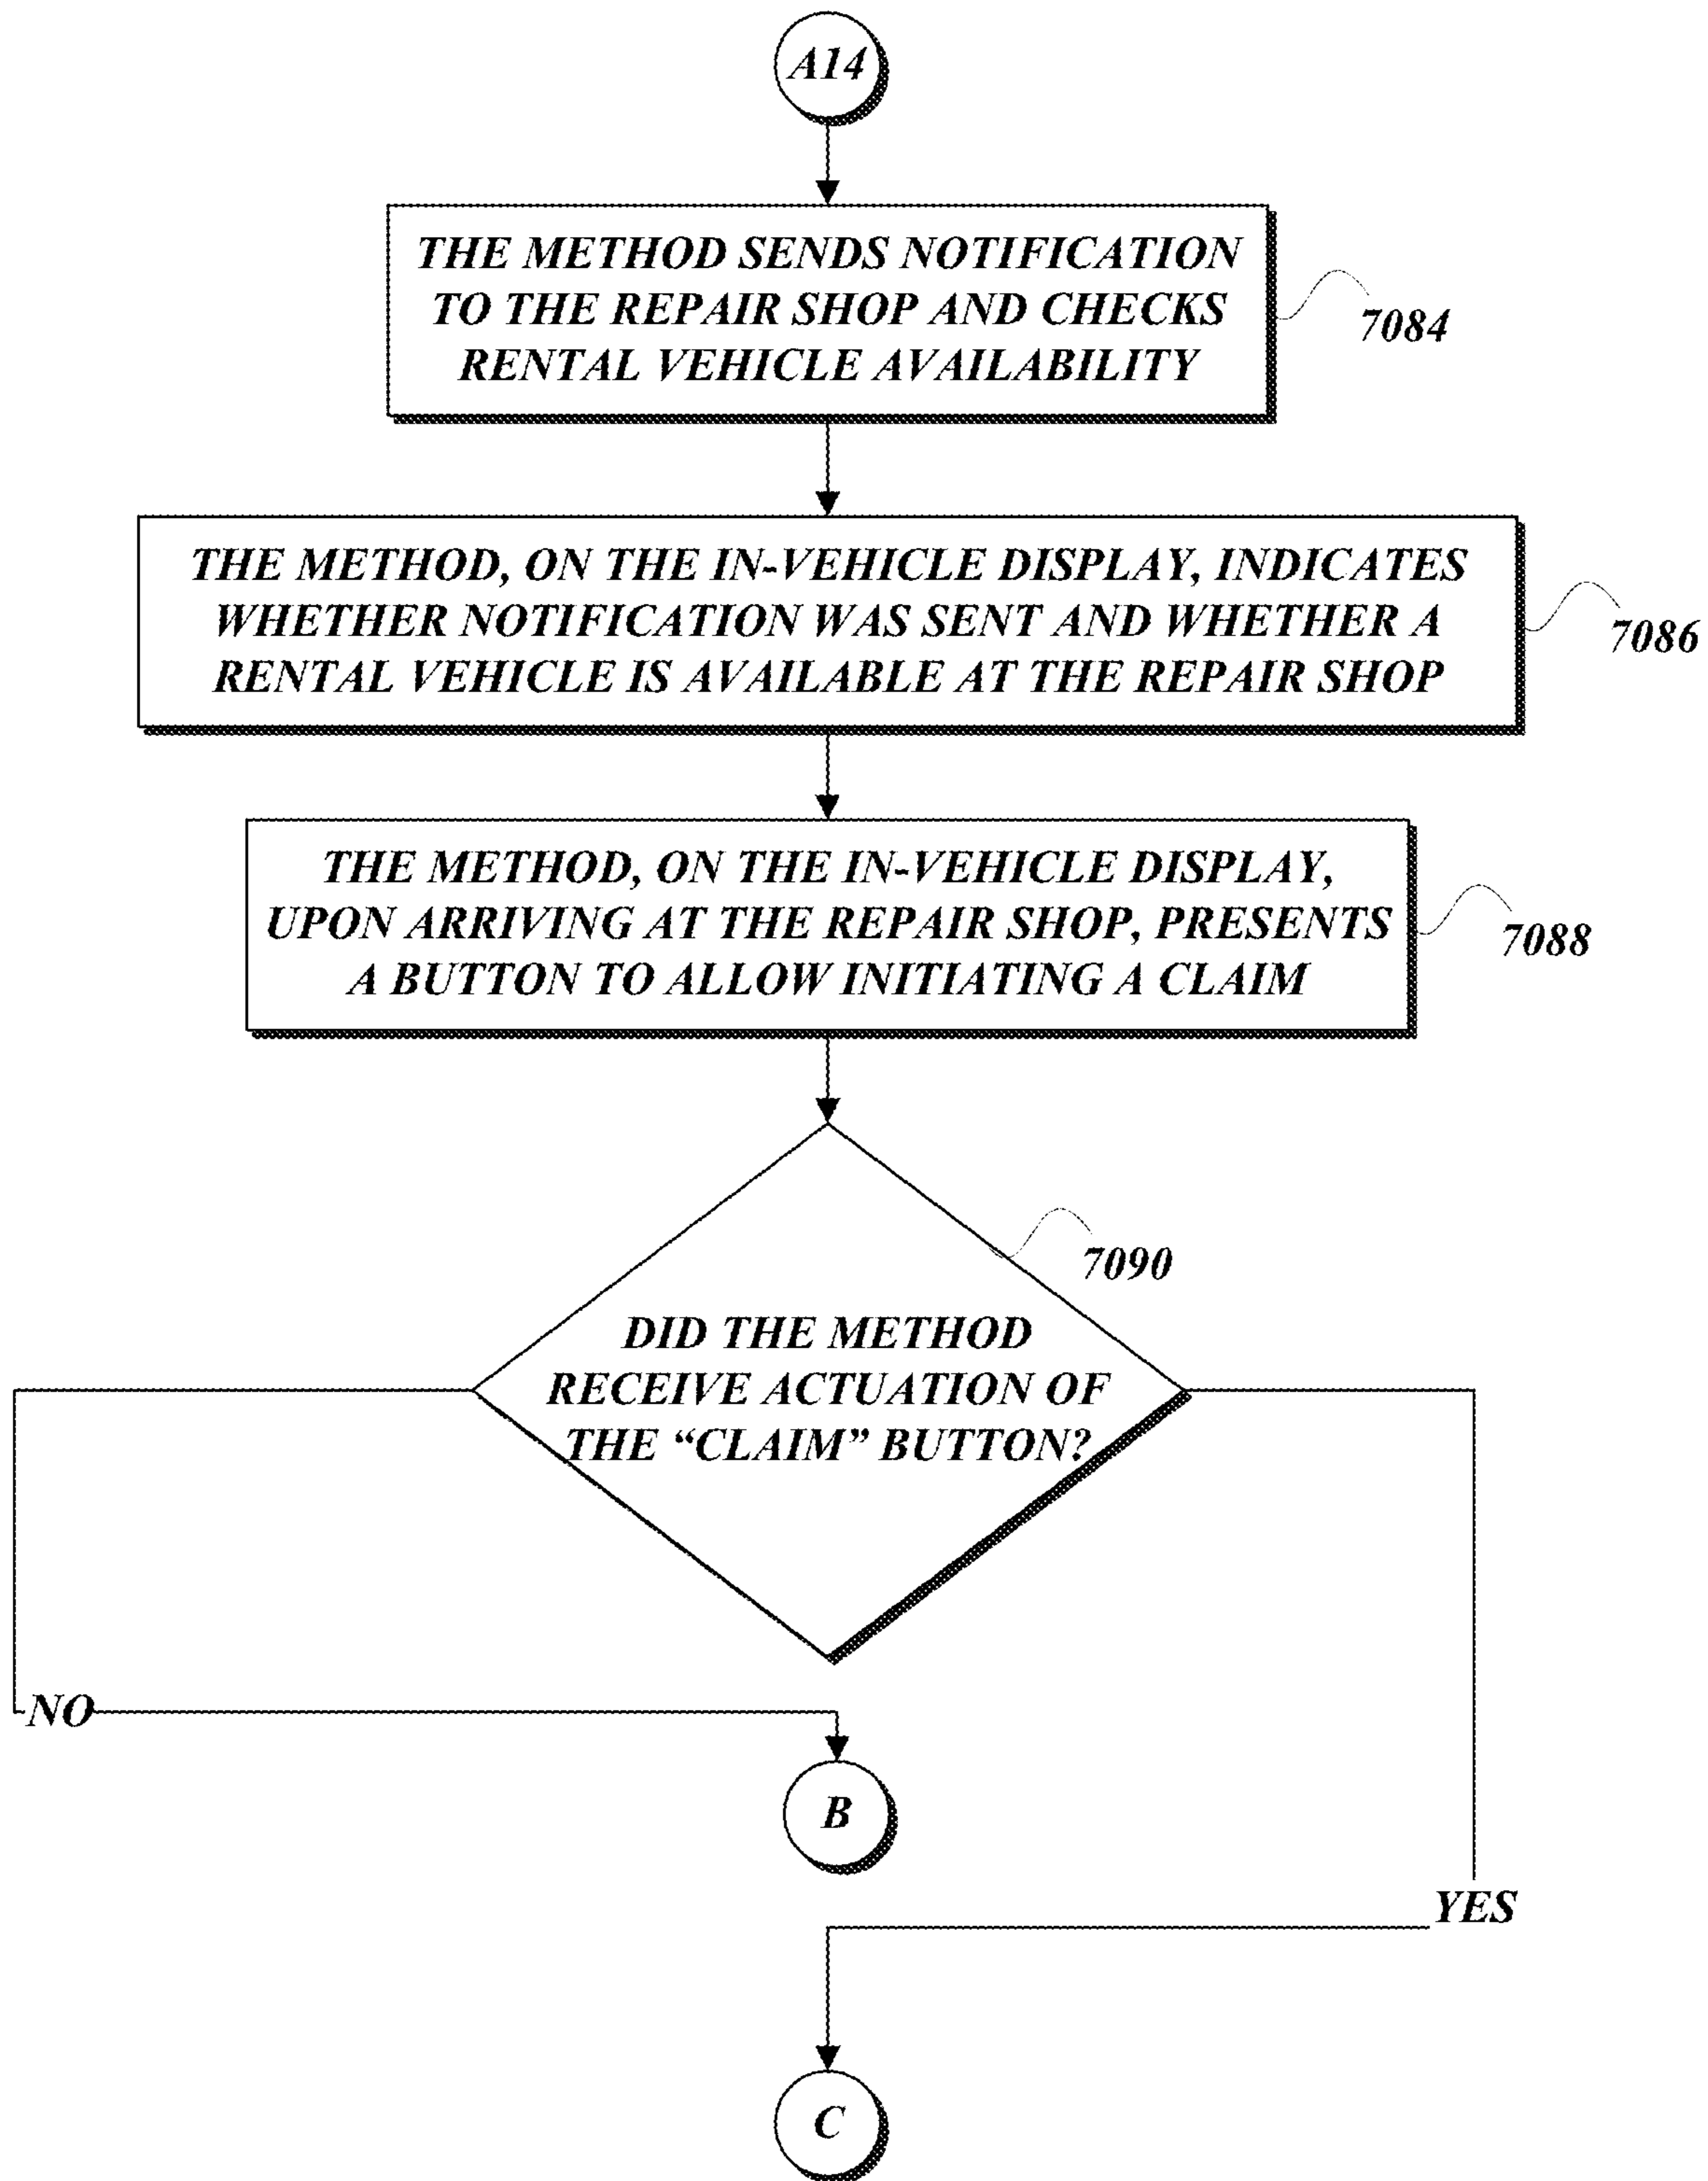 A14
THE METHOD SENDS NOTIFICATION
TO THE REPAIR SHOP AND CHECKS
RENTAL VEHICLE AVAILABILITY
7084
THE METHOD, ON THE IN-VEHICLE DISPLAY, INDICATES
WHETHER NOTIFICATION WAS SENT AND WHETHER A
RENTAL VEHICLE IS AVAILABLE AT THE REPAIR SHOP
7086
THE METHOD, ON THE IN-VEHICLE DISPLAY,
UPON ARRIVING AT THE REPAIR SHOP, PRESENTS
A BUTTON TO ALLOW INITIATING A CLAIM
7088
7090
DID THE METHOD
RECEIVE ACTUATION OF
THE “CLAIM” BUTTON?
NO
B
YES
C